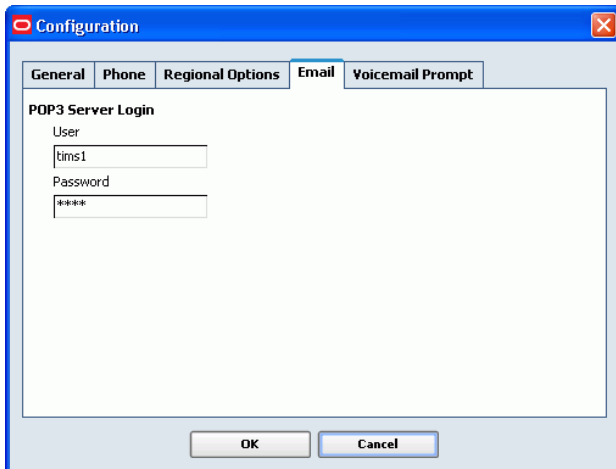 Configuration
General Phone Regional Options Email Voicemail Prompt
POP3 Server Login
User
tims1
Password
****
OK Cancel